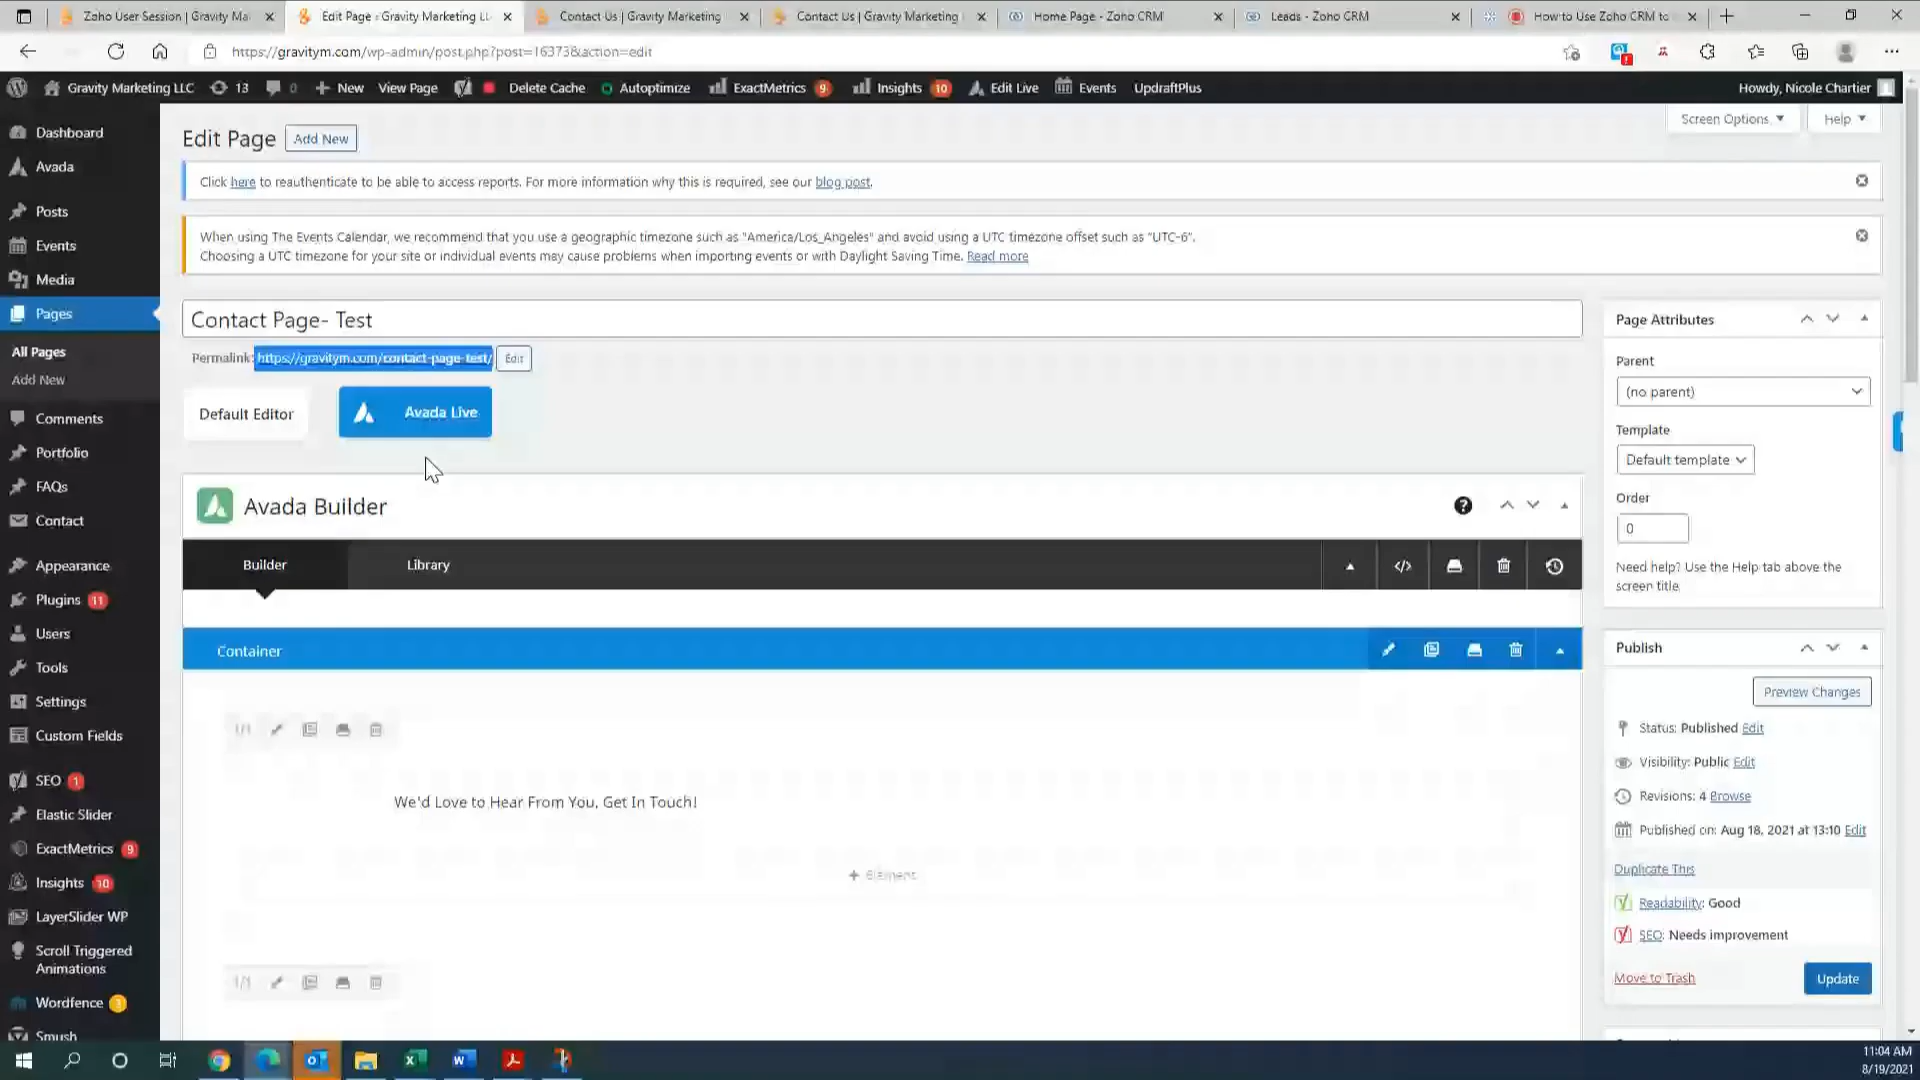 Zoho User Session | Gravity Ma
Edit Page ‹ Gravity Marketing LL
Contact Us | Gravity Marketing
Contact Us | Gravity Marketing
Home Page - Zoho CRM
Leads - Zoho CRM
How to Use Zoho CRM to
https://gravitym.com/wp-admin/post.php?post=16373&action=edit
Gravity Marketing LLC
13
0
New
View Page
Delete Cache
Autoptimize
ExactMetrics 9
Insights 10
Edit Live
Events
UpdraftPlus
Howdy, Nicole Chartier
Dashboard
Avada
Posts
Events
Media
Pages
All Pages
Add New
Comments
Portfolio
FAQs
Contact
Appearance
Plugins 11
Users
Tools
Settings
Custom Fields
SEO 1
Elastic Slider
ExactMetrics 9
Insights 10
LayerSlider WP
Scroll Triggered
Animations
Wordfence 3
Smush
Edit Page
Add New
Screen Options
Help
Click here to reauthenticate to be able to access reports. For more information why this is required, see our blog post.
When using The Events Calendar, we recommend that you use a geographic timezone such as "America/Los_Angeles" and avoid using a UTC timezone offset such as "UTC-6".
Choosing a UTC timezone for your site or individual events may cause problems when importing events or with Daylight Saving Time. Read more
Contact Page- Test
Permalink: https://gravitym.com/contact-page-test/ Edit
Default Editor
Avada Live
Avada Builder
Builder
Library
Container
1/1
We'd Love to Hear From You, Get In Touch!
+ Element
1/1
Page Attributes
Parent
(no parent)
Template
Default template
Order
0
Need help? Use the Help tab above the
screen title.
Publish
Preview Changes
Status: Published Edit
Visibility: Public Edit
Revisions: 4 Browse
Published on: Aug 18, 2021 at 13:10 Edit
Duplicate This
Readability: Good
SEO: Needs improvement
Move to Trash
Update
11:04 AM
8/19/2021